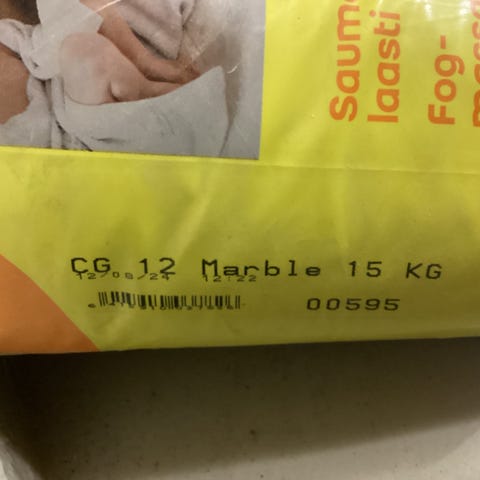 Sauma-
laasti
Fog-
CG 12 Marble 15 KG
12/08/24 12:22
00595